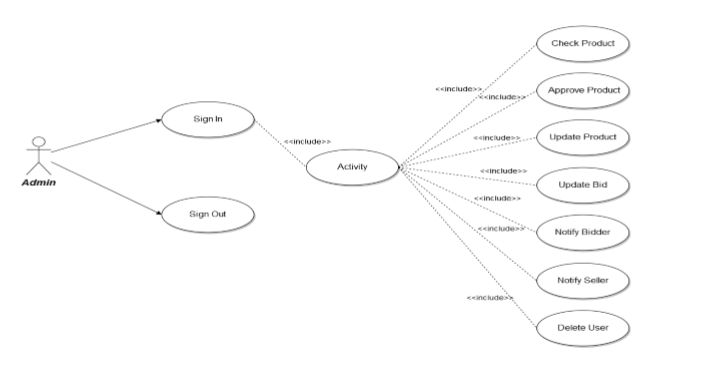 Check Product
<<include>>
Approve Product
<<include>>
Sign In
Update Product
<<include>>
<<include>>
Activity
<<include>>
Admin
Update Bid
<<include>>
Sign Out
<<include>>
Notify Bidder
Notify Seller
<<include>>
Delete User